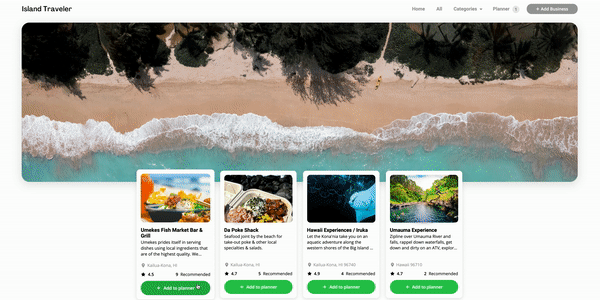 Island Traveler
Home All Categories Planner 1 + Add Business
Umekes Fish Market Bar &
Grill
Umekes prides itself in serving
dishes using local ingredients that
are of the highest quality. We...
Kailua-Kona, HI
4.5 9 Recommended
+ Add to planner
Da Poke Shack
Seafood joint by the beach for
take-out poke & other local
specialties & salads.
Kailua-Kona, HI
4.7 5 Recommended
+ Add to planner
Hawaii Experiences / Iruka
Let the Kona'na take you on an
aquatic adventure along the
western shores of the Big Island ...
Kailua-Kona, HI 96740
4.9 4 Recommended
+ Add to planner
Umauma Experience
Zipline over Umauma River and
falls, rappel down waterfalls, get
down and dirty on an ATV, explor...
Hawaii 96710
4.7 2 Recommended
+ Add to planner